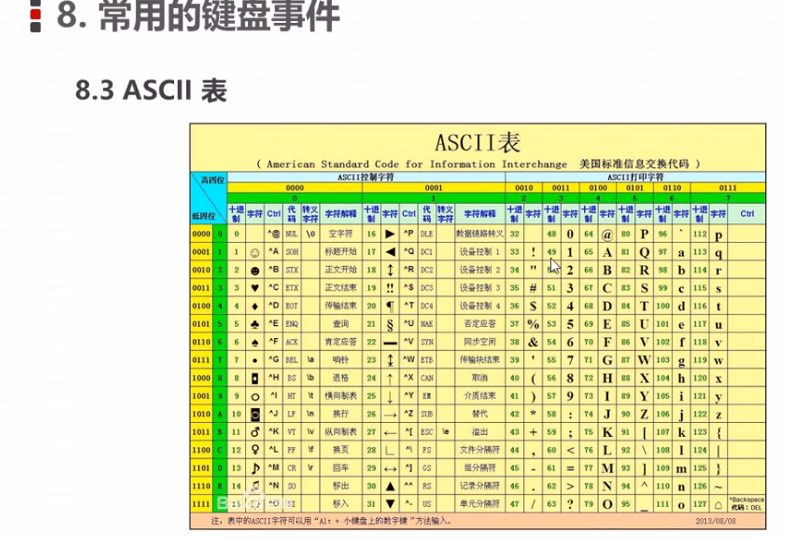 8. 常用的键盘事件
8.3 ASCII 表
ASCII表
( American Standard Code for Information Interchange 美国标准信息交换代码 )
高四位 ASCII控制字符 ASCII打印字符
0000 0001 0010 0011 0100 0101 0110 0111
0 1 2 3 4 5 6 7
低四位 十进制 字符 Ctrl 代码 转义字符 字符解释 十进制 字符 Ctrl 代码 转义字符 字符解释 十进制 字符 十进制 字符 十进制 字符 十进制 字符 十进制 字符 十进制 字符 Ctrl
0000 0 0 ^@ NUL \0 空字符 16 ► ^P DLE 数据链路转义 32 48 0 64 @ 80 P 96 ` 112 p
0001 1 1 ☺ ^A SOH 标题开始 17 ◄ ^Q DC1 设备控制 1 33 ! 49 1 65 A 81 Q 97 a 113 q
0010 2 2 ☻ ^B STX 正文开始 18 ↕ ^R DC2 设备控制 2 34 " 2 66 B 82 R 98 b 114 r
0011 3 3 ♥ ^C ETX 正文结束 19 ‼ ^S DC3 设备控制 3 35 # 51 3 67 C 83 S 99 c 115 s
0100 4 4 ♦ ^D EOT 传输结束 20 ¶ ^T DC4 设备控制 4 36 $ 52 4 68 D 84 T 100 d 116 t
0101 5 5 ♣ ^E ENQ 查询 21 § ^U NAK 否定应答 37 % 53 5 69 E 85 U 101 e 117 u
0110 6 6 ♠ ^F ACK 肯定应答 22 ▬ ^V SYN 同步空闲 38 & 54 6 70 F 86 V 102 f 118 v
0111 7 7 • ^G BEL \a 响铃 23 ↨ ^W ETB 传输块结束 39 ' 55 7 71 G 87 W 103 g 119 w
1000 8 8 ◘ ^H BS \b 退格 24 ↑ ^X CAN 取消 40 ( 56 8 72 H 88 X 104 h 120 x
1001 9 9 ○ ^I HT \t 横向制表 25 ↓ ^Y EM 介质结束 41 ) 57 9 73 I 89 Y 105 i 121 y
1010 A 10 ◙ ^J LF \n 换行 26 → ^Z SUB 替代 42 * 58 : 74 J 90 Z 106 j 122 z
1011 B 11 ♂ ^K VT \v 纵向制表 27 ← ^[ ESC \e 溢出 43 + 59 ; 75 K 91 [ 107 k 123 {
1100 C 12 ♀ ^L FF \f 换页 28 ∟ ^\ FS 文件分隔符 44 , 60 < 76 L 92 \ 108 l 124 |
1101 D 13 ♪ ^M CR \r 回车 29 ↔ ^] GS 组分隔符 45 - 61 = 77 M 93 ] 109 m 125 }
1110 E 14 ♫ ^N SO 移出 30 ▲ ^^ RS 记录分隔符 46 . 62 > 78 N 94 ^ 110 n 126 ~
1111 移入 31 ▼ ^- US 单元分隔符 47 / 63 ? 79 O 95 _ 111 o 127 ⌂ ^Backspace 代码: DEL
注: 表中的ASCII字符可以用 "Alt + 小键盘上的数字键" 方法输入。 2013/08/08